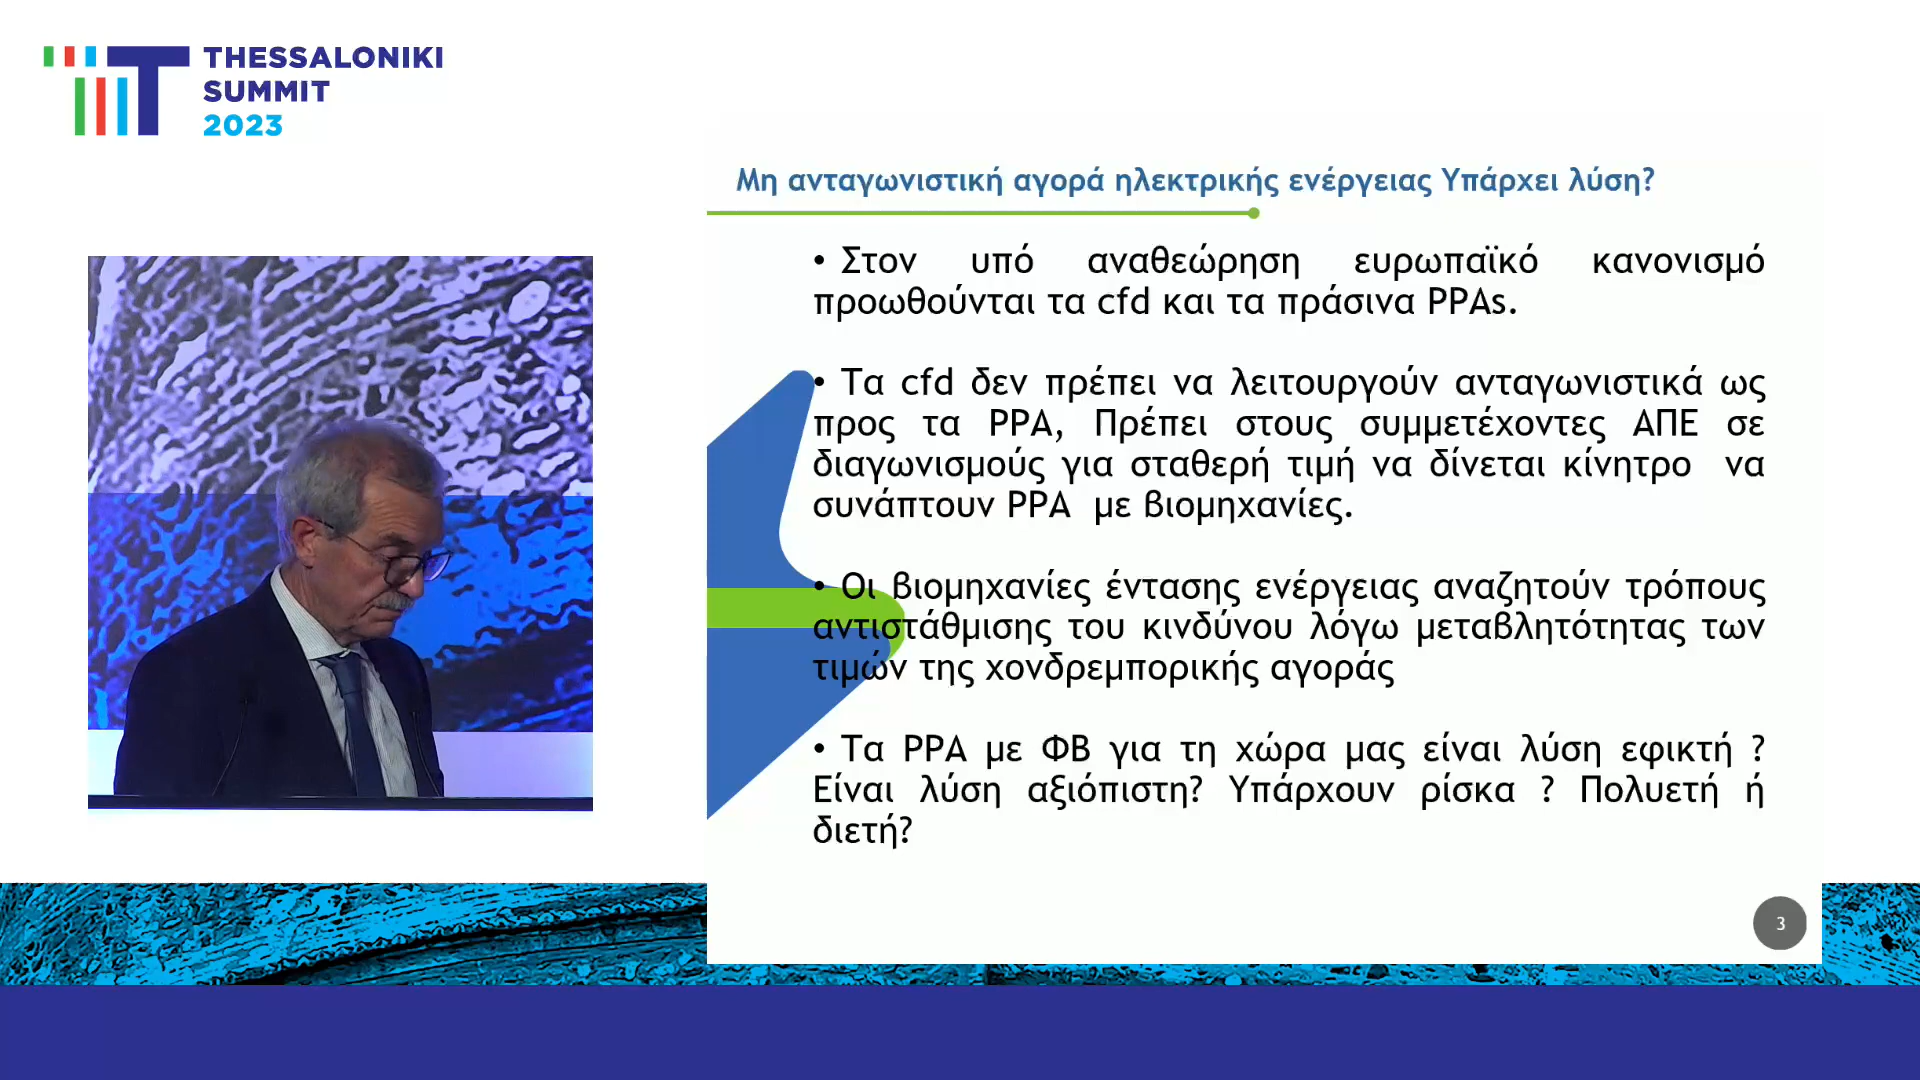 THESSALONIKI
SUMMIT
2023
Μη ανταγωνιστική αγορά ηλεκτρικής ενέργειας Υπάρχει λύση?
• Στον υπό αναθεώρηση ευρωπαϊκό κανονισμό
προωθούνται τα cfd και τα πράσινα PPAs.
• Τα cfd δεν πρέπει να λειτουργούν ανταγωνιστικά ως
προς τα PPA, Πρέπει στους συμμετέχοντες ΑΠΕ σε
διαγωνισμούς για σταθερή τιμή να δίνεται κίνητρο να
συνάπτουν PPA με βιομηχανίες.
• Οι βιομηχανίες έντασης ενέργειας αναζητούν τρόπους
αντιστάθμισης του κινδύνου λόγω μεταβλητότητας των
τιμών της χονδρεμπορικής αγοράς
• Τα PPA με ΦΒ για τη χώρα μας είναι λύση εφικτή ?
Είναι λύση αξιόπιστη? Υπάρχουν ρίσκα ? Πολυετή ή
διετή?
3